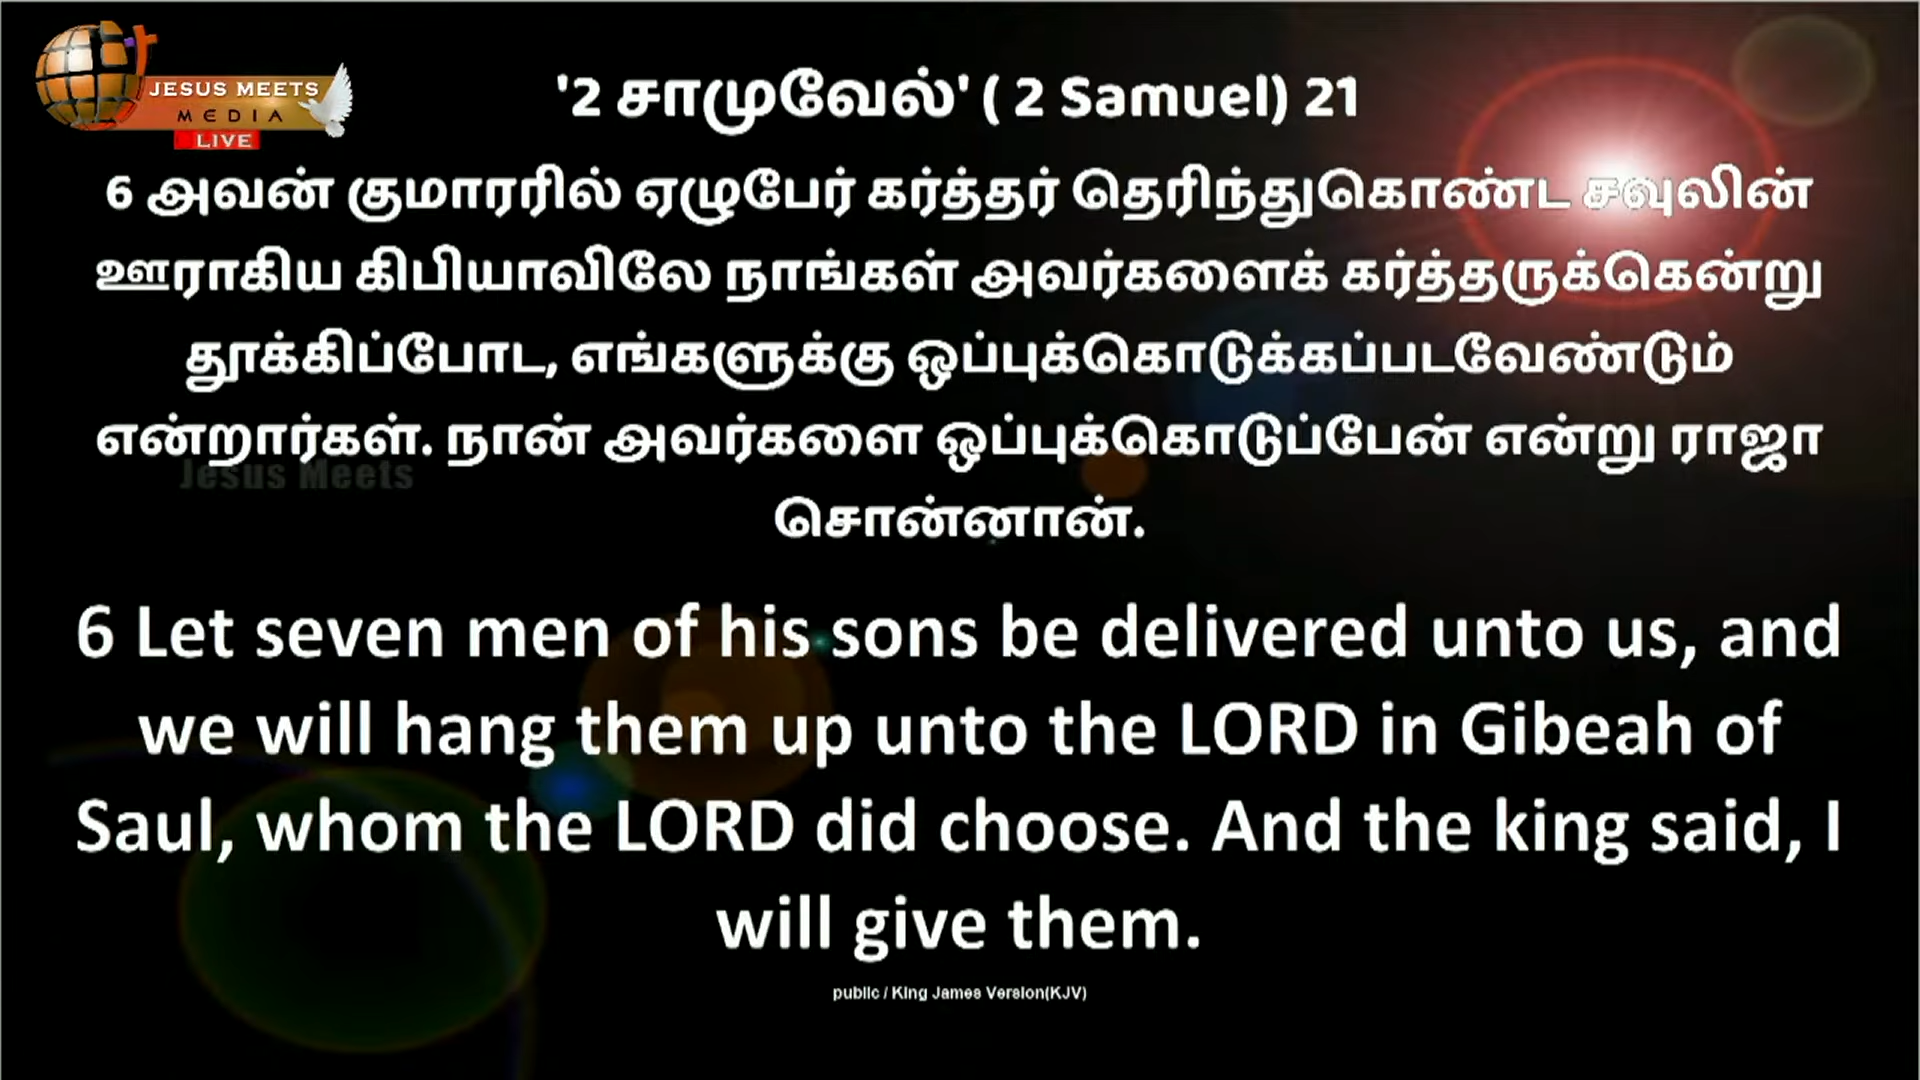 JESUS MEETS
MEDIA
LIVE
'2 சாமுவேல்' ( 2 Samuel) 21
6 அவன் குமாரரில் ஏழுபேர் கர்த்தர் தெரிந்துகொண்ட சவுலின்
ஊராகிய கிபியாவிலே நாங்கள் அவர்களைக் கர்த்தருக்கென்று
தூக்கிப்போட, எங்களுக்கு ஒப்புக்கொடுக்கப்படவேண்டும்
என்றார்கள். நான் அவர்களை ஒப்புக்கொடுப்பேன் என்று ராஜா
Jesus Meets
சொன்னான்.
6 Let seven men of his sons be delivered unto us, and
we will hang them up unto the LORD in Gibeah of
Saul, whom the LORD did choose. And the king said, I
will give them.
public / King James Version(KJV)